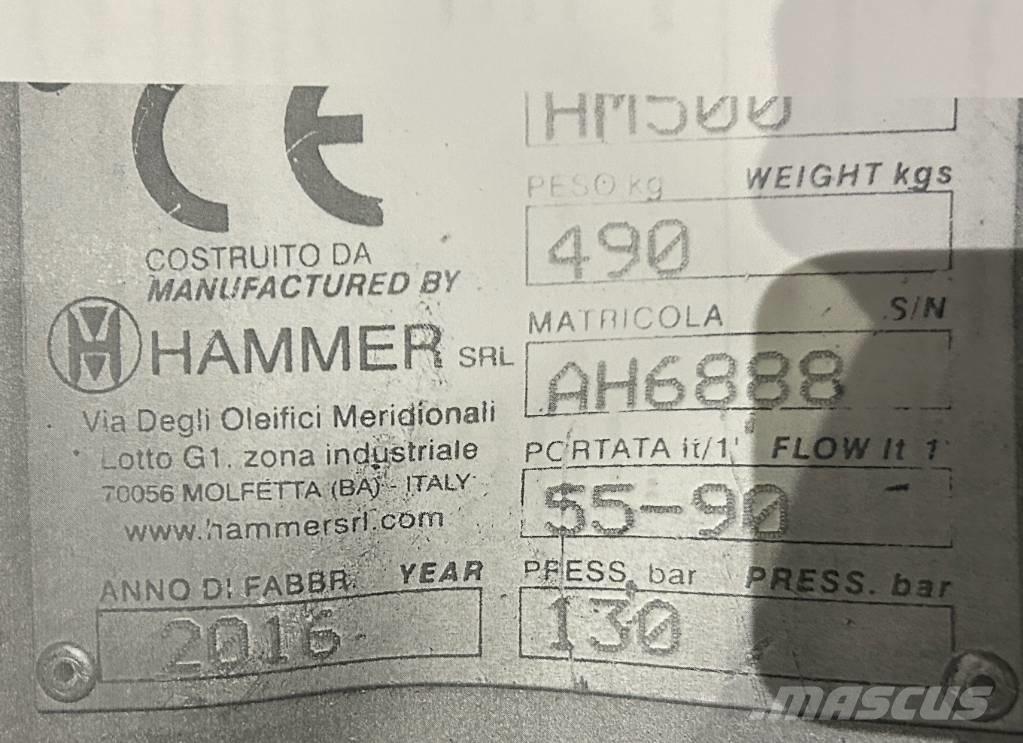 CE
HM500
PESO kg WEIGHT kgs
490
COSTRUITO DA
MANUFACTURED BY
HAMMER SRL
MATRICOLA S/N
AH6888
Via Degli Oleifici Meridionali
Lotto G1. zona industriale
70056 MOLFETTA (BA) - ITALY
www.hammersrl.com
PORTATA lt/1' FLOW lt 1'
55-90
ANNO DI FABBR. YEAR
2016
PRESS. bar PRESS. bar
130
MASCUS